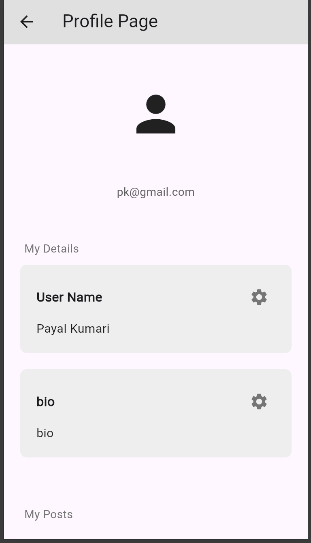 Profile Page
pk@gmail.com
My Details
User Name
Payal Kumari
bio
bio
My Posts